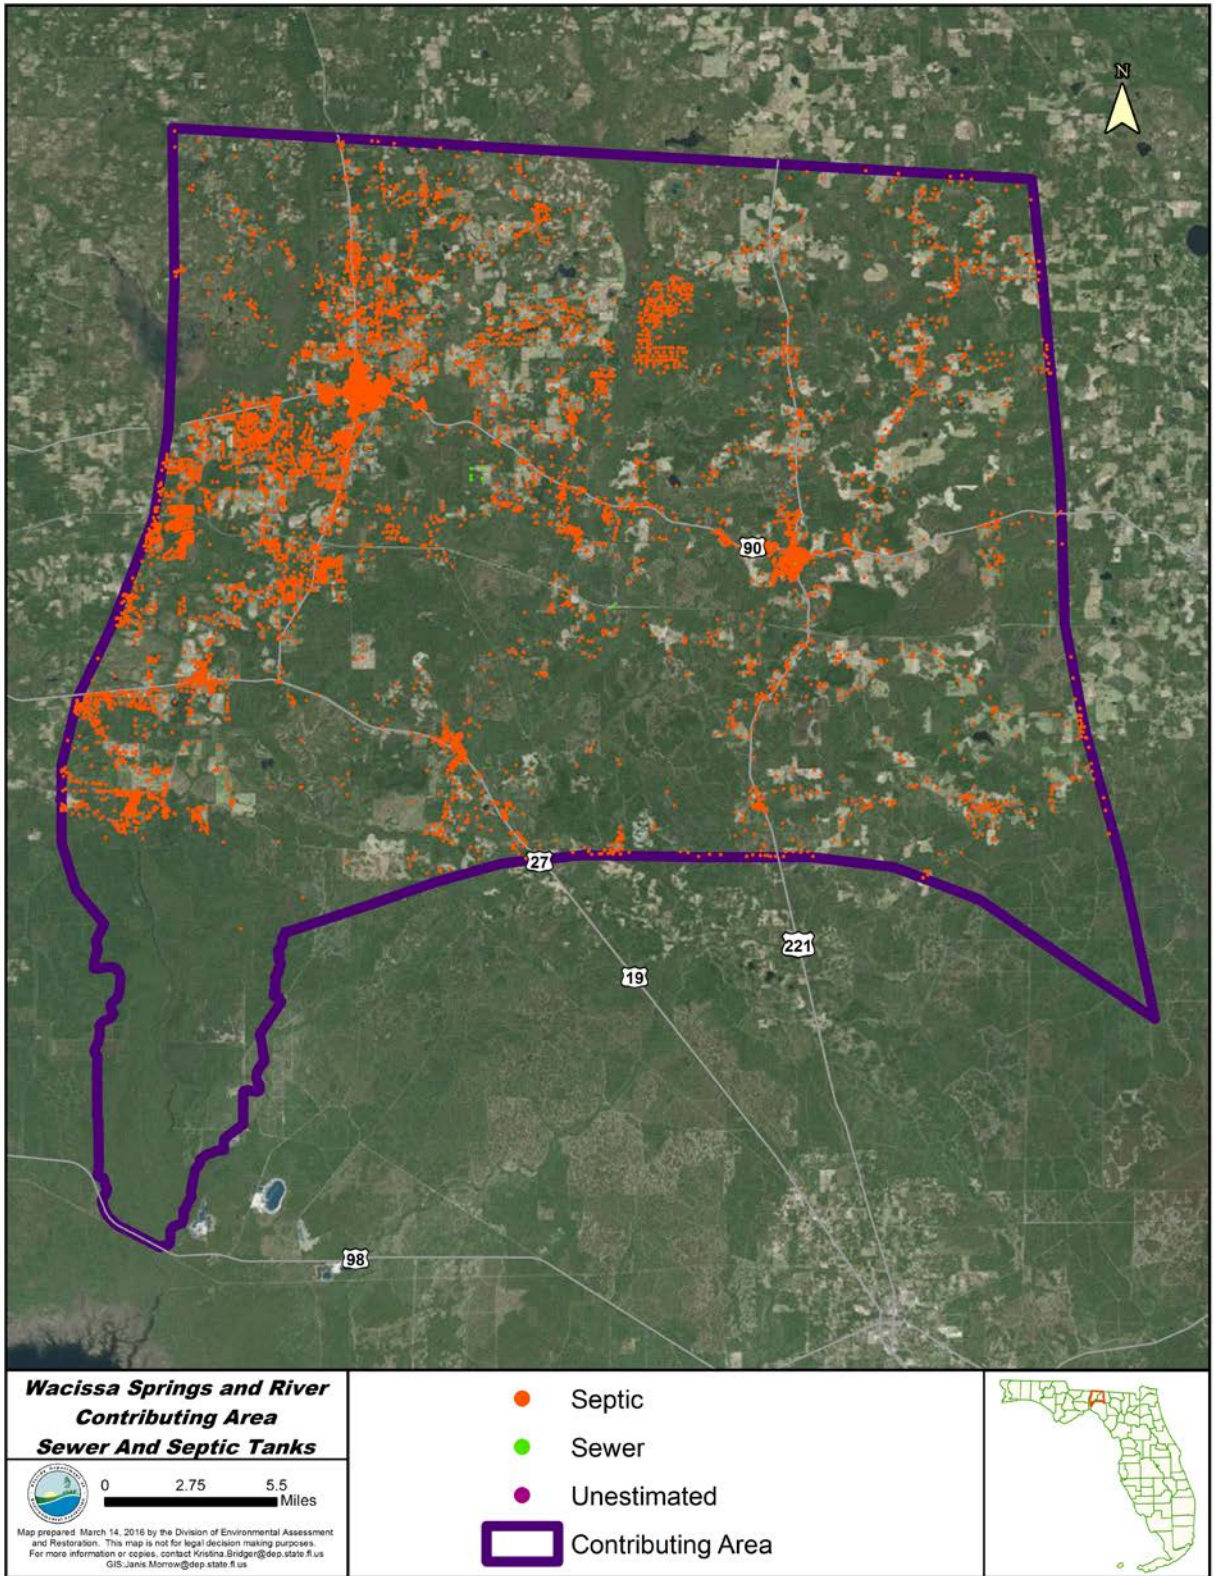 N
90
27
221
19
98
Wacissa Springs and River
Contributing Area
Sewer And Septic Tanks
0 2.75 5.5
Miles
Map prepared March 14, 2016 by the Division of Environmental Assessment
and Restoration. This map is not for legal decision making purposes.
For more information or copies, contact Kristina.Bridger@dep.state.fl.us
GIS:Janis.Morrow@dep.state.fl.us
Septic
Sewer
Unestimated
Contributing Area